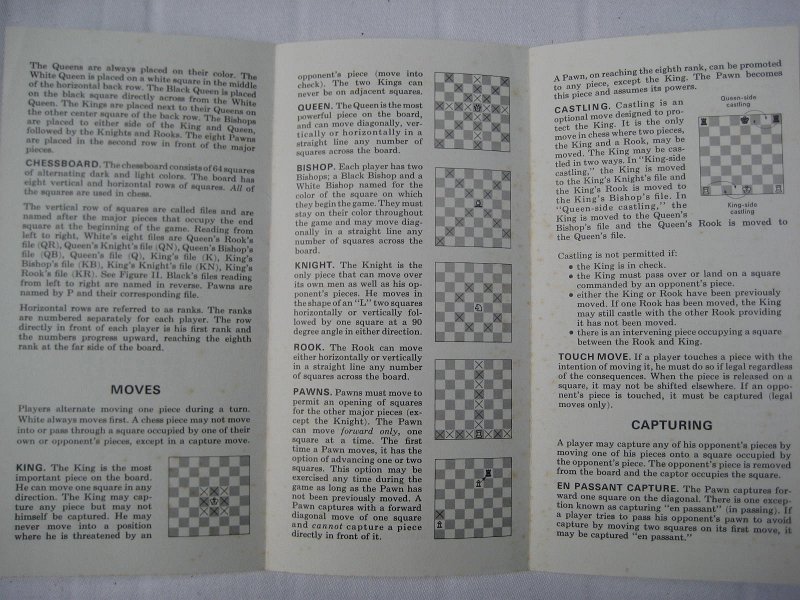 The Queens are always placed on their color. The
White Queen is placed on a white square in the middle
of the horizontal back row. The Black Queen is placed
on the black square directly across from the White
Queen. The Kings are placed next to their Queens on
the other center square of the back row. The Bishops
are placed to either side of the King and Queen,
followed by the Knights and Rooks. The eight Pawns
are placed in the second row in front of the major
pieces.
CHESSBOARD. The chessboard consists of 64 squares
of alternating dark and light colors. The board has
eight vertical and horizontal rows of squares. All of
the squares are used in chess.
The vertical row of squares are called files and are
named after the major pieces that occupy the end
square at the beginning of the game. Reading from
left to right, White's eight files are Queen's Rook's
file (QR), Queen's Knight's file (QN), Queen's Bishop's
file (QB), Queen's file (Q), King's file (K), King's
Bishop's file (KB), King's Knight's file (KN), King's
Rook's file (KR). See Figure II. Black's files reading
from left to right are named in reverse. Pawns are
named by P and their corresponding file.
Horizontal rows are referred to as ranks. The ranks
are numbered separately for each player. The row
directly in front of each player is his first rank and
the numbers progress upward, reaching the eighth
rank at the far side of the board.
MOVES
Players alternate moving one piece during a turn.
White always moves first. A chess piece may not move
into or pass through a square occupied by one of their
own or opponent's pieces, except in a capture move.
KING. The King is the most
important piece on the board.
He can move one square in any
direction. The King may cap-
ture any piece but may not
himself be captured. He may
never move into a position
where he is threatened by an
opponent's piece (move into
check). The two Kings can
never be on adjacent squares.
QUEEN. The Queen is the most
powerful piece on the board,
and can move diagonally, ver-
tically or horizontally in a
straight line any number of
squares across the board.
BISHOP. Each player has two
Bishops; a Black Bishop and a
White Bishop named for the
color of the square on which
they begin the game. They must
stay on their color throughout
the game and may move diag-
onally in a straight line any
number of squares across the
board.
KNIGHT. The Knight is the
only piece that can move over
its own men as well as his op-
ponent's pieces. He moves in
the shape of an "L" two squares
horizontally or vertically fol-
lowed by one square at a 90
degree angle in either direction.
ROOK. The Rook can move
either horizontally or vertically
in a straight line any number
of squares across the board.
PAWNS. Pawns must move to
permit an opening of squares
for the other major pieces (ex-
cept the Knight). The Pawn
can move forward only, one
square at a time. The first
time a Pawn moves, it has the
option of advancing one or two
squares. This option may be
exercised any time during the
game as long as the Pawn has
not been previously moved. A
Pawn captures with a forward
diagonal move of one square
and cannot capture a piece
directly in front of it.
A Pawn, on reaching the eighth rank, can be promoted
to any piece, except the King. The Pawn becomes
this piece and assumes its powers.
CASTLING. Castling is an
optional move designed to pro-
tect the King. It is the only
move in chess where two pieces,
the King and Rook, may be
moved. The King may be cas-
tled in two ways. In "King-side
castling," the King is moved
to the King's Knight's file and
the King's Rook is moved to
the King's Bishop's file. In
"Queen-side castling," the
King is moved to the Queen's
Bishop's file and the Queen's Rook is moved to
the Queen's file.
Queen-side
castling
King-side
castling
Castling is not permitted if:
• the King is in check.
• the King must pass over or land on a square
commanded by an opponent's piece.
• either the King or Rook have been previously
moved. If one Rook has been moved, the King
may still castle with the other Rook providing
it has not been moved.
• there is an intervening piece occupying a square
between the Rook and King.
TOUCH MOVE. If a player touches a piece with the
intention of moving it, he must do so if legal regardless
of the consequences. When the piece is released on a
square, it may not be shifted elsewhere. If an oppo-
nent's piece is touched, it must be captured (legal
moves only).
CAPTURING
A player may capture any of his opponent's pieces by
moving one of his pieces onto a square occupied by
the opponent's piece. The opponent's piece is removed
from the board and the captor occupies the square.
EN PASSANT CAPTURE. The Pawn captures for-
ward one square on the diagonal. There is one excep-
tion known as capturing "en passant" (in passing). If
a player tries to pass his opponent's pawn to avoid
capture by moving two squares on its first move, it
may be captured "en passant."